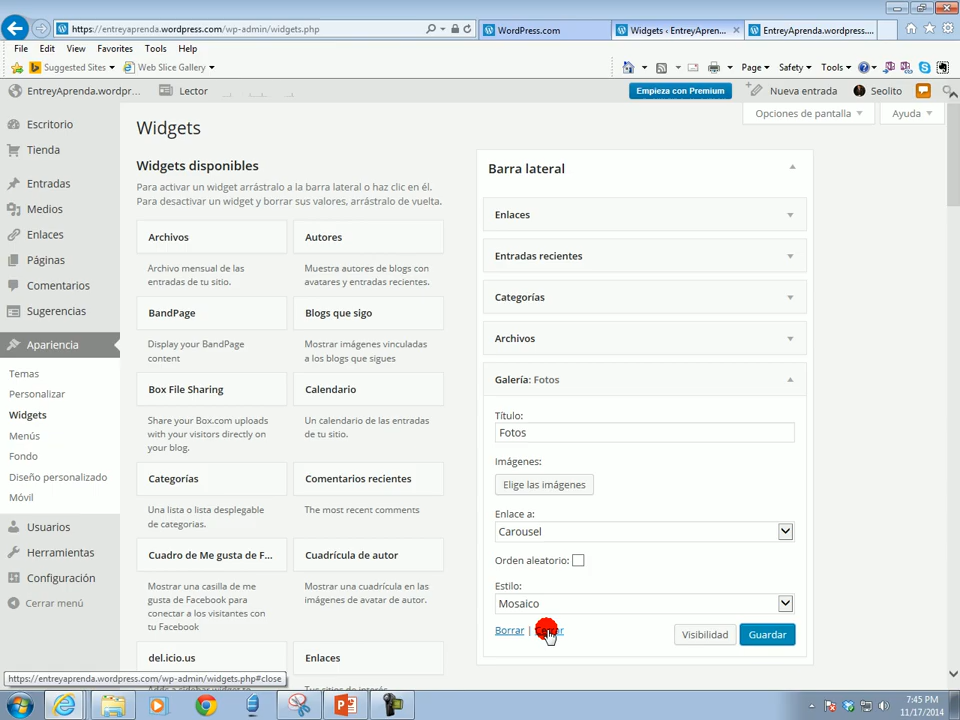 https://entreyaprenda.wordpress.com/wp-admin/widgets.php
WordPress.com
Widgets ‹ EntreyApren...
EntreyAprenda.wordpress....
File Edit View Favorites Tools Help
Suggested Sites
Web Slice Gallery
Page Safety Tools
EntreyAprenda.wordpr...
Lector
Empieza con Premium
Nueva entrada
Seolito
Opciones de pantalla
Ayuda
Escritorio
Tienda
Entradas
Medios
Enlaces
Páginas
Comentarios
Sugerencias
Apariencia
Temas
Personalizar
Widgets
Menús
Fondo
Diseño personalizado
Móvil
Usuarios
Herramientas
Configuración
Cerrar menú
Widgets
Widgets disponibles
Para activar un widget arrástralo a la barra lateral o haz clic en él.
Para desactivar un widget y borrar sus valores, arrástralo de vuelta.
Archivos
Archivo mensual de las
entradas de tu sitio.
Autores
Muestra autores de blogs con
avatares y entradas recientes.
BandPage
Display your BandPage
content
Blogs que sigo
Mostrar imágenes vinculadas
a los blogs que sigues
Box File Sharing
Share your Box.com uploads
with your visitors directly on
your blog.
Calendario
Un calendario de las entradas
de tu sitio.
Categorías
Una lista o lista desplegable
de categorias.
Comentarios recientes
The most recent comments
Cuadro de Me gusta de F...
Mostrar una casilla de me
gusta de Facebook para
conectar a los visitantes con
tu Facebook
Cuadrícula de autor
Mostrar una cuadrícula en las
imágenes de avatar de autor.
del.icio.us
Enlaces
Barra lateral
Enlaces
Entradas recientes
Categorías
Archivos
Galería: Fotos
Título:
Fotos
Imágenes:
Elige las imágenes
Enlace a:
Carousel
Orden aleatorio:
Estilo:
Mosaico
Borrar |
Visibilidad
Guardar
https://entreyaprenda.wordpress.com/wp-admin/widgets.php#close
7:45 PM
11/17/2014